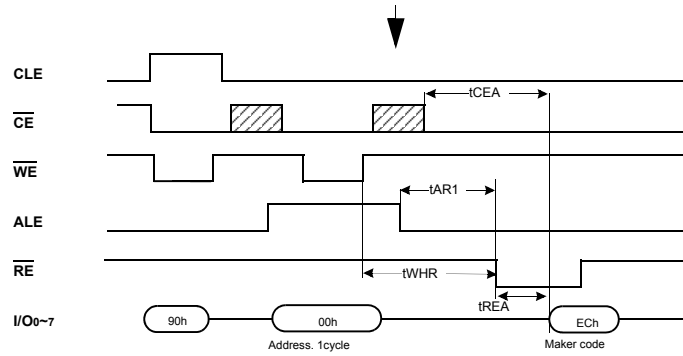 CLE
tCEA
CE
WE
tAR1
ALE
tWHR
RE
tREA
I/O0~7
90h
00h
ECh
Address. 1cycle
Maker code